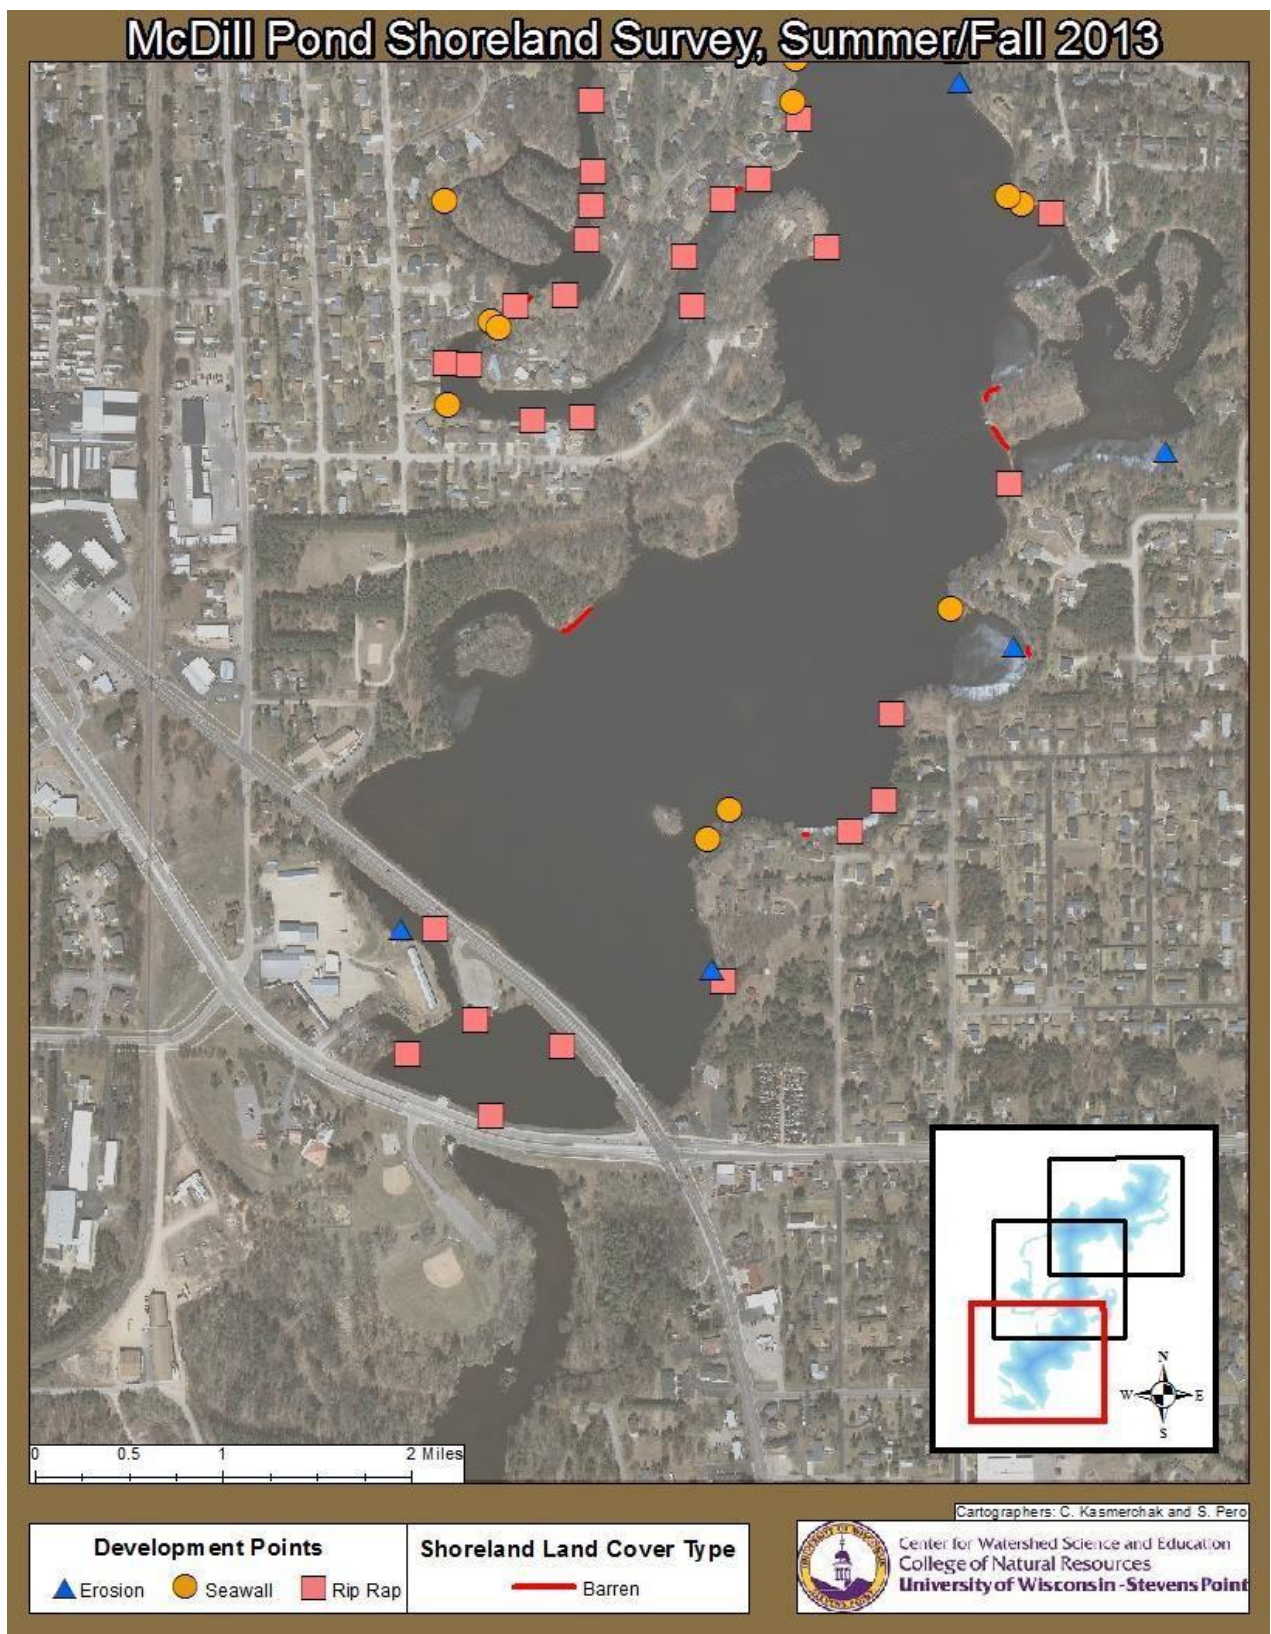 McDill Pond Shoreland Survey, Summer/Fall 2013
N
W E
S
0 0.5 1 2 Miles
Cartographers: C. Kasmerchak and S. Pero
Development Points
Erosion Seawall Rip Rap
Shoreland Land Cover Type
Barren
Center for Watershed Science and Education
College of Natural Resources
University of Wisconsin -Stevens Point